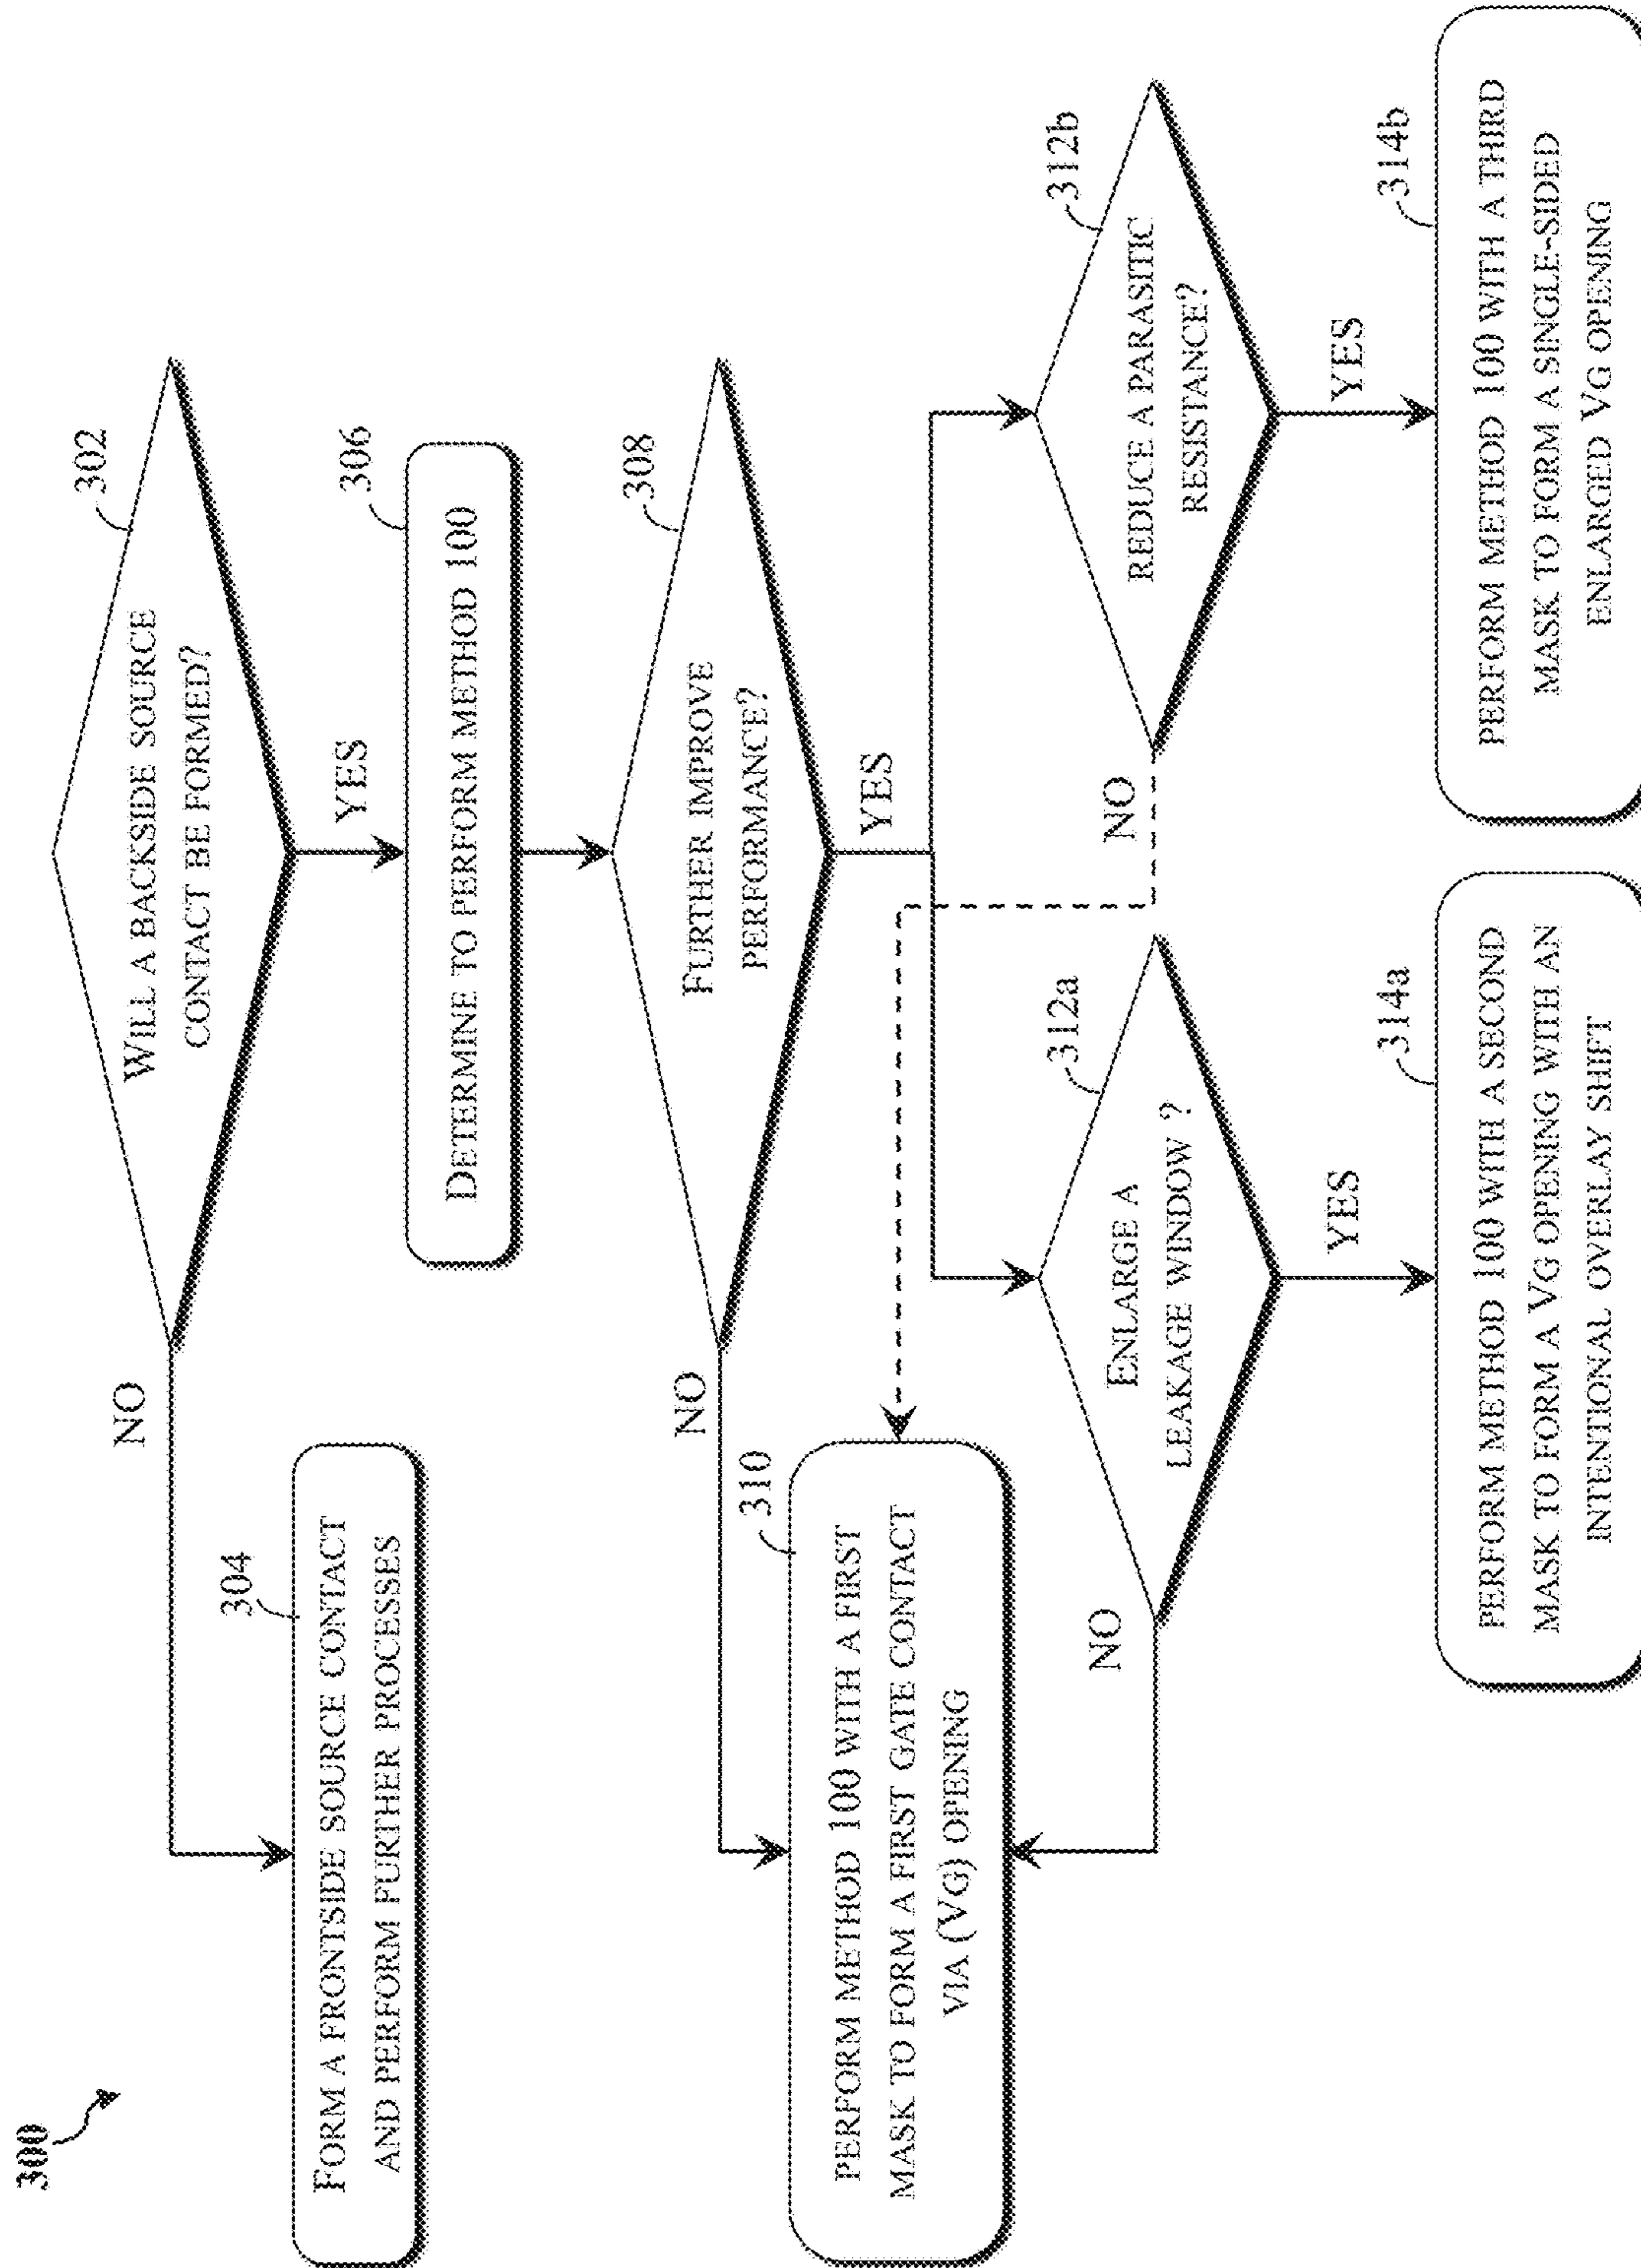 300
302
WILL A BACKSIDE SOURCE
CONTACT BE FORMED?
NO
YES
304
FORM A FRONTSIDE SOURCE CONTACT
AND PERFORM FURTHER PROCESSES
306
DETERMINE TO PERFORM METHOD 100
308
FURTHER IMPROVE
PERFORMANCE?
NO
YES
310
PERFORM METHOD 100 WITH A FIRST
MASK TO FORM A FIRST GATE CONTACT
VIA (VG) OPENING
312a
ENLARGE A
LEAKAGE WINDOW ?
NO
YES
312b
REDUCE A PARASITIC
RESISTANCE?
NO
YES
314a
PERFORM METHOD 100 WITH A SECOND
MASK TO FORM A VG OPENING WITH AN
INTENTIONAL OVERLAY SHIFT
314b
PERFORM METHOD 100 WITH A THIRD
MASK TO FORM A SINGLE-SIDED
ENLARGED VG OPENING